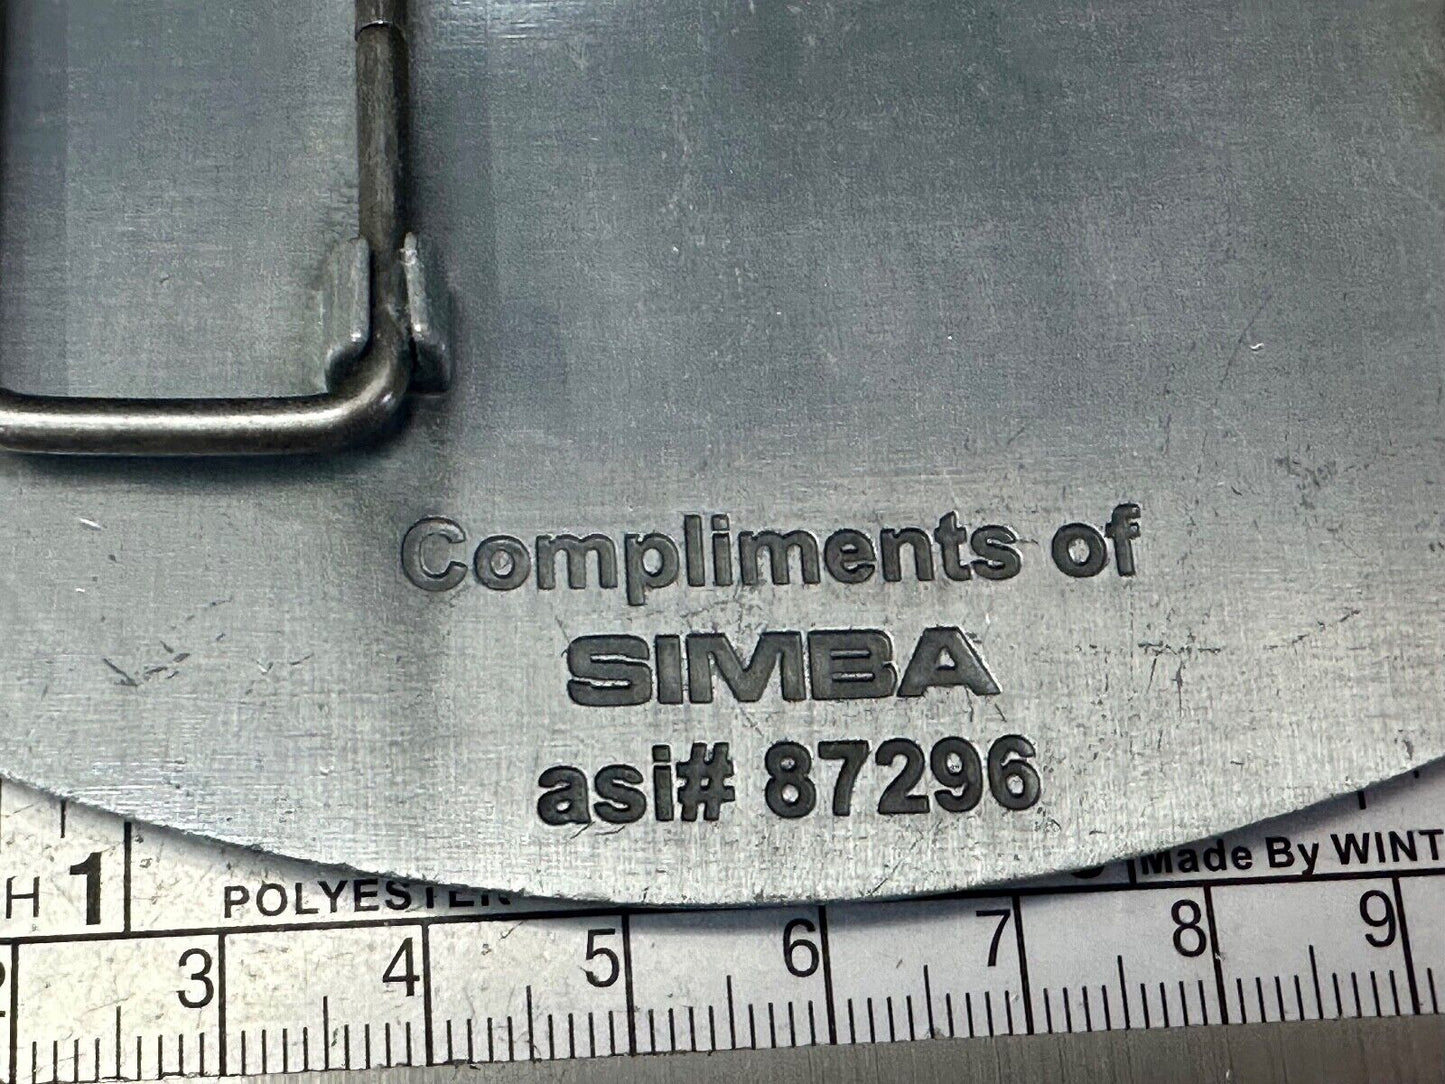 Compliments of
SIMBA
asi# 87296
H 1 POLYESTER Made By WINT
3 4 5 6 7 8 9